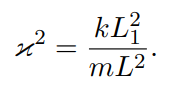 ϰ² = kL₁² / mL².